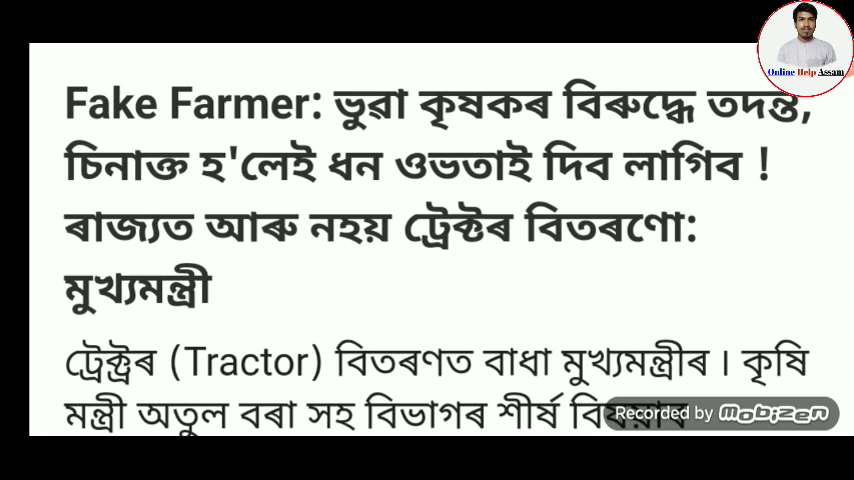 Online Help Assam
Fake Farmer: ভুৱা কৃষকৰ বিৰুদ্ধে তদন্ত,
চিনাক্ত হ'লেই ধন ওভতাই দিব লাগিব !
ৰাজ্যত আৰু নহয় ট্ৰেক্টৰ বিতৰণো:
মুখ্যমন্ত্ৰী
ট্ৰেক্ট্ৰৰ (Tractor) বিতৰণত বাধা মুখ্যমন্ত্ৰীৰ । কৃষি
মন্ত্ৰী অতুল বৰা সহ বিভাগৰ শীৰ্ষ
Recorded by MOBIZEN